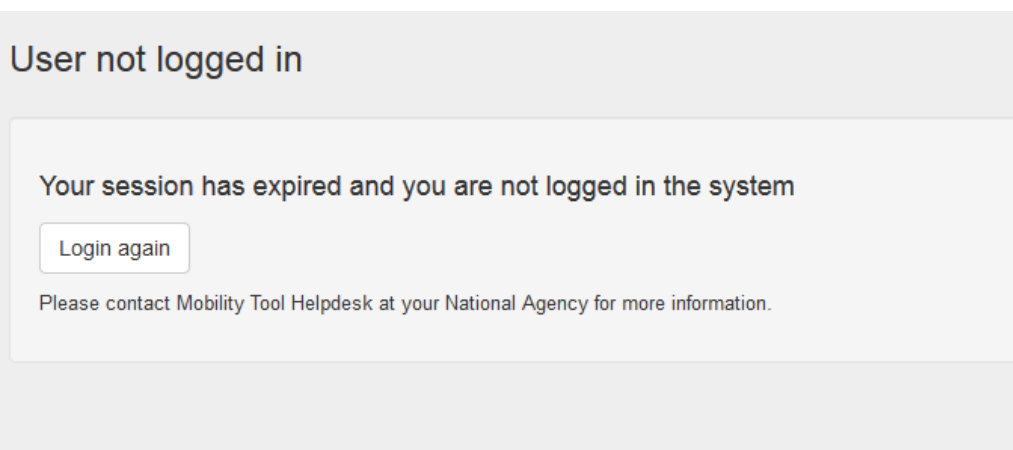 User not logged in
Your session has expired and you are not logged in the system
Login again
Please contact Mobility Tool Helpdesk at your National Agency for more information.